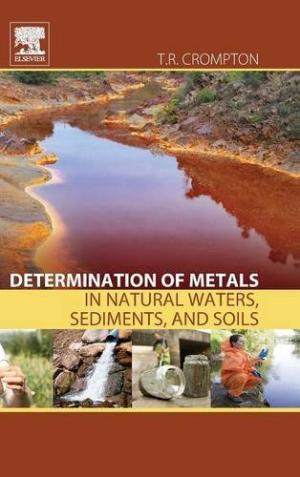 ELSEVIER
T.R. CROMPTON
DETERMINATION OF METALS
IN NATURAL WATERS,
SEDIMENTS, AND SOILS